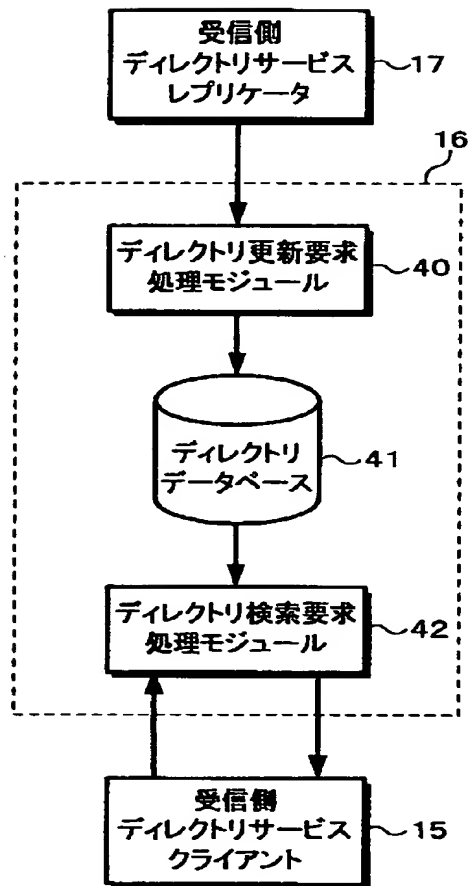 受信側
ディレクトリサービス
レプリケータ
17
16
ディレクトリ更新要求
処理モジュール
40
ディレクトリ
データベース
41
ディレクトリ検索要求
処理モジュール
42
受信側
ディレクトリサービス
クライアント
15